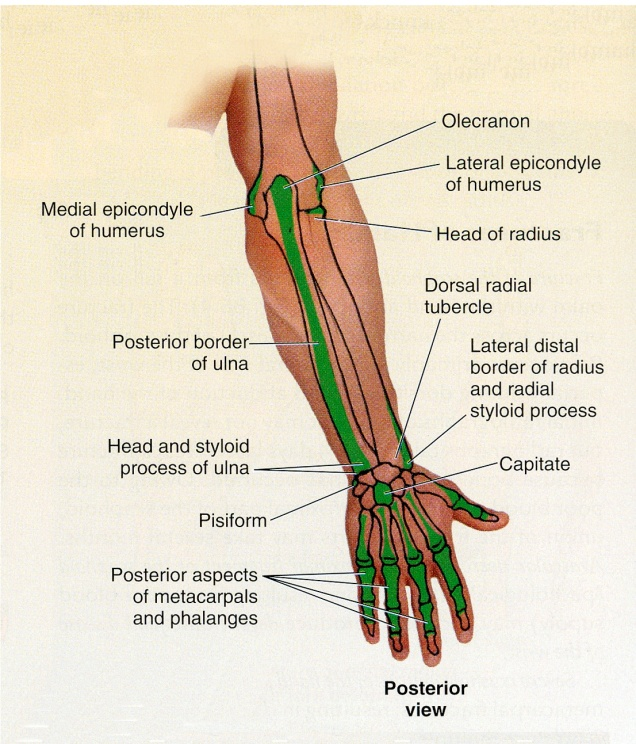 Olecranon
Lateral epicondyle
of humerus
Medial epicondyle
of humerus
Head of radius
Dorsal radial
tubercle
Posterior border
of ulna
Lateral distal
border of radius
and radial
styloid process
Head and styloid
process of ulna
Capitate
Pisiform
Posterior aspects
of metacarpals
and phalanges
Posterior
view